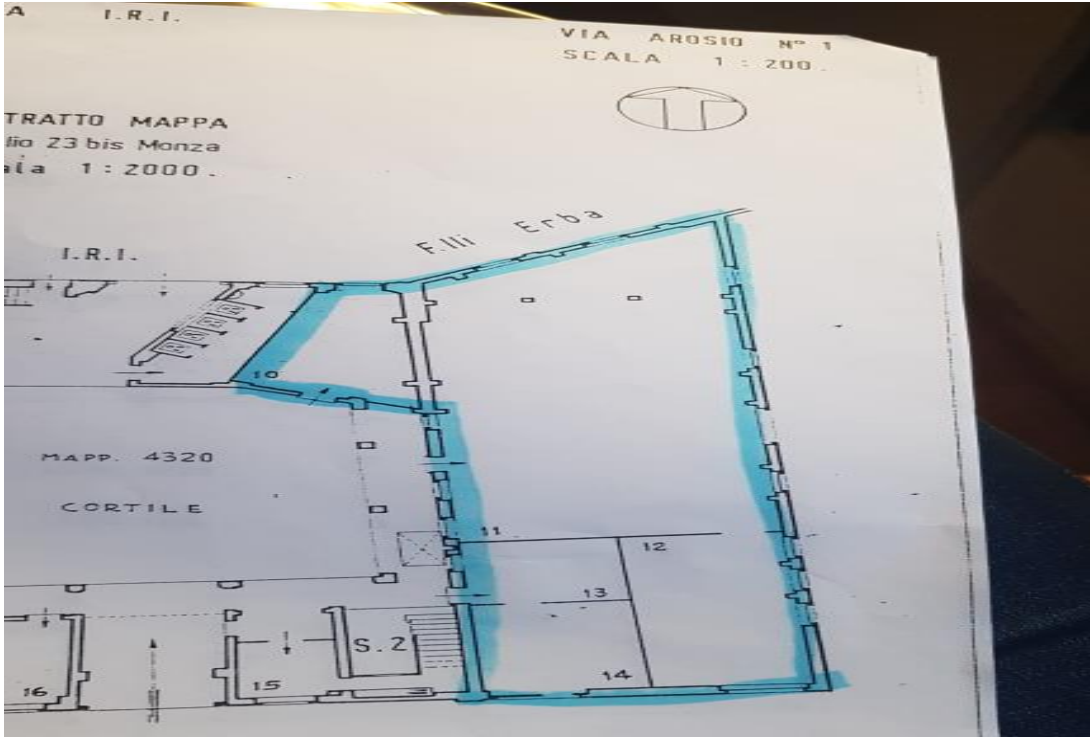 A I.R.I.
VIA AROSIO N° 1
SCALA 1 : 200.
TRATTO MAPPA
lio 23 bis Monza
ala 1 : 2000.
F.lli Erba
I.R.I.
10
MAPP. 4320
CORTILE
11
12
13
S. 2
14
15
16